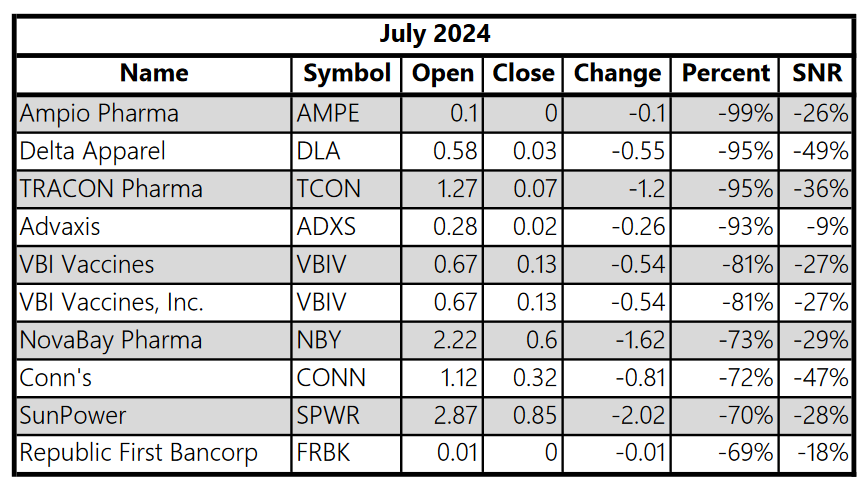 July 2024
Name Symbol Open Close Change Percent SNR
Ampio Pharma AMPE 0.1 0 -0.1 -99% -26%
Delta Apparel DLA 0.58 0.03 -0.55 -95% -49%
TRACON Pharma TCON 1.27 0.07 -1.2 -95% -36%
Advaxis ADXS 0.28 0.02 -0.26 -93% -9%
VBI Vaccines VBIV 0.67 0.13 -0.54 -81% -27%
VBI Vaccines, Inc. VBIV 0.67 0.13 -0.54 -81% -27%
NovaBay Pharma NBY 2.22 0.6 -1.62 -73% -29%
Conn's CONN 1.12 0.32 -0.81 -72% -47%
SunPower SPWR 2.87 0.85 -2.02 -70% -28%
Republic First Bancorp FRBK 0.01 0 -0.01 -69% -18%